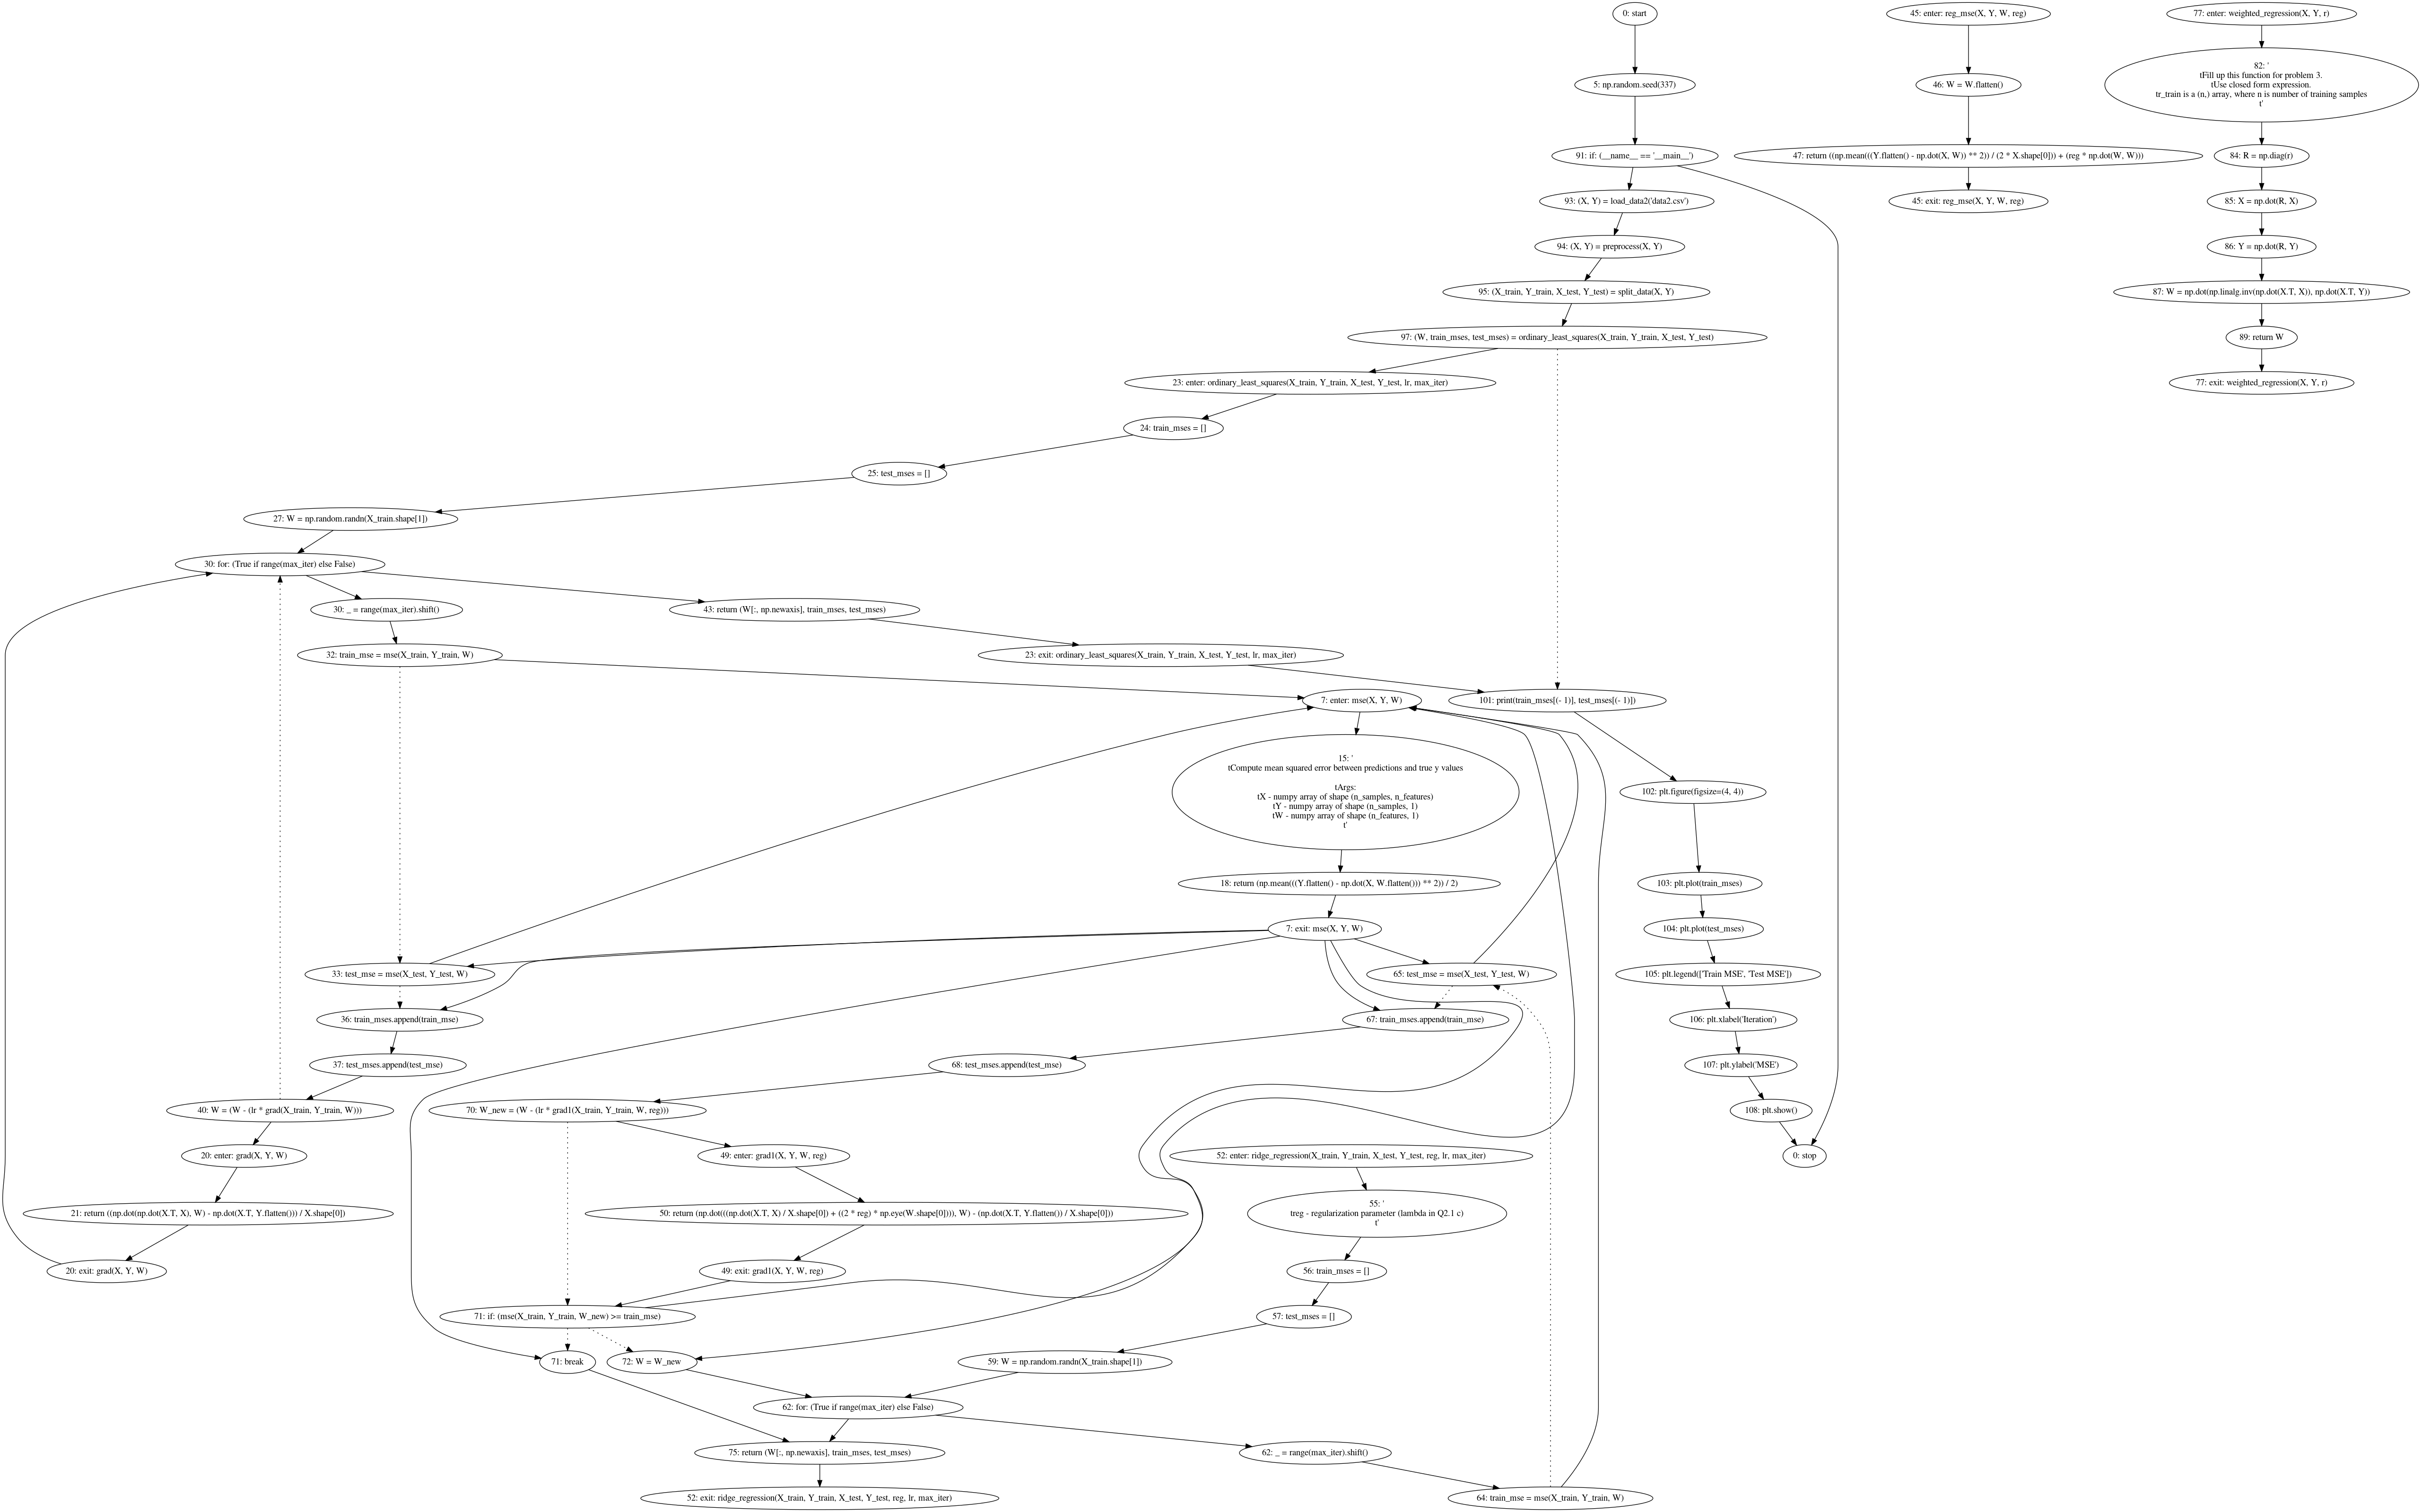 0: start
45: enter: reg_mse(X, Y, W, reg)
77: enter: weighted_regression(X, Y, r)
5: np.random.seed(337)
46: W = W.flatten()
82: '
tFill up this function for problem 3.
tUse closed form expression.
tr_train is a (n,) array, where n is number of training samples
t'
91: if: (__name__ == '__main__')
47: return ((np.mean(((Y.flatten() - np.dot(X, W)) ** 2)) / (2 * X.shape[0])) + (reg * np.dot(W, W)))
84: R = np.diag(r)
93: (X, Y) = load_data2('data2.csv')
45: exit: reg_mse(X, Y, W, reg)
85: X = np.dot(R, X)
94: (X, Y) = preprocess(X, Y)
86: Y = np.dot(R, Y)
95: (X_train, Y_train, X_test, Y_test) = split_data(X, Y)
87: W = np.dot(np.linalg.inv(np.dot(X.T, X)), np.dot(X.T, Y))
97: (W, train_mses, test_mses) = ordinary_least_squares(X_train, Y_train, X_test, Y_test)
89: return W
23: enter: ordinary_least_squares(X_train, Y_train, X_test, Y_test, lr, max_iter)
77: exit: weighted_regression(X, Y, r)
24: train_mses = []
25: test_mses = []
27: W = np.random.randn(X_train.shape[1])
30: for: (True if range(max_iter) else False)
30: _ = range(max_iter).shift()
43: return (W[:, np.newaxis], train_mses, test_mses)
32: train_mse = mse(X_train, Y_train, W)
23: exit: ordinary_least_squares(X_train, Y_train, X_test, Y_test, lr, max_iter)
7: enter: mse(X, Y, W)
101: print(train_mses[(- 1)], test_mses[(- 1)])
15: '
tCompute mean squared error between predictions and true y values
tArgs:
tX - numpy array of shape (n_samples, n_features)
tY - numpy array of shape (n_samples, 1)
tW - numpy array of shape (n_features, 1)
t'
102: plt.figure(figsize=(4, 4))
18: return (np.mean(((Y.flatten() - np.dot(X, W.flatten())) ** 2)) / 2)
103: plt.plot(train_mses)
7: exit: mse(X, Y, W)
104: plt.plot(test_mses)
33: test_mse = mse(X_test, Y_test, W)
65: test_mse = mse(X_test, Y_test, W)
105: plt.legend(['Train MSE', 'Test MSE'])
36: train_mses.append(train_mse)
67: train_mses.append(train_mse)
106: plt.xlabel('Iteration')
37: test_mses.append(test_mse)
68: test_mses.append(test_mse)
107: plt.ylabel('MSE')
40: W = (W - (lr * grad(X_train, Y_train, W)))
70: W_new = (W - (lr * grad1(X_train, Y_train, W, reg)))
108: plt.show()
20: enter: grad(X, Y, W)
49: enter: grad1(X, Y, W, reg)
52: enter: ridge_regression(X_train, Y_train, X_test, Y_test, reg, lr, max_iter)
0: stop
21: return ((np.dot(np.dot(X.T, X), W) - np.dot(X.T, Y.flatten())) / X.shape[0])
50: return (np.dot(((np.dot(X.T, X) / X.shape[0]) + ((2 * reg) * np.eye(W.shape[0]))), W) - (np.dot(X.T, Y.flatten()) / X.shape[0]))
55: '
treg - regularization parameter (lambda in Q2.1 c)
t'
20: exit: grad(X, Y, W)
49: exit: grad1(X, Y, W, reg)
56: train_mses = []
71: if: (mse(X_train, Y_train, W_new) >= train_mse)
57: test_mses = []
71: break
72: W = W_new
59: W = np.random.randn(X_train.shape[1])
62: for: (True if range(max_iter) else False)
75: return (W[:, np.newaxis], train_mses, test_mses)
62: _ = range(max_iter).shift()
52: exit: ridge_regression(X_train, Y_train, X_test, Y_test, reg, lr, max_iter)
64: train_mse = mse(X_train, Y_train, W)